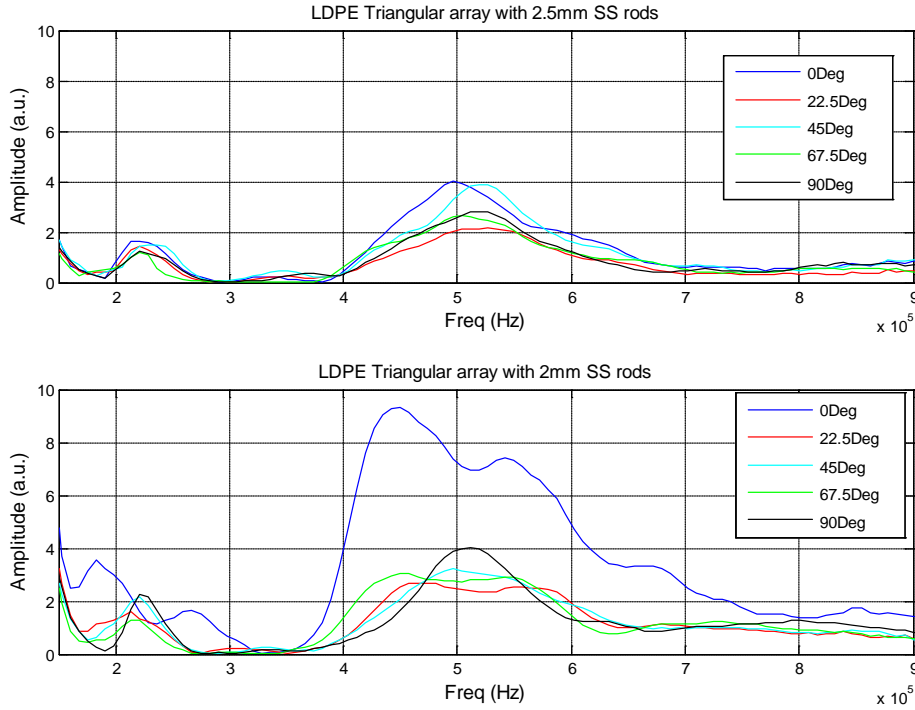 LDPE Triangular array with 2.5mm SS rods
10
8
6
4
2
0
Amplitude (a.u.)
0Deg
22.5Deg
45Deg
67.5Deg
90Deg
2 3 4 5 6 7 8 9
Freq (Hz)
x 10^5
LDPE Triangular array with 2mm SS rods
10
8
6
4
2
0
Amplitude (a.u.)
0Deg
22.5Deg
45Deg
67.5Deg
90Deg
2 3 4 5 6 7 8 9
Freq (Hz)
x 10^5